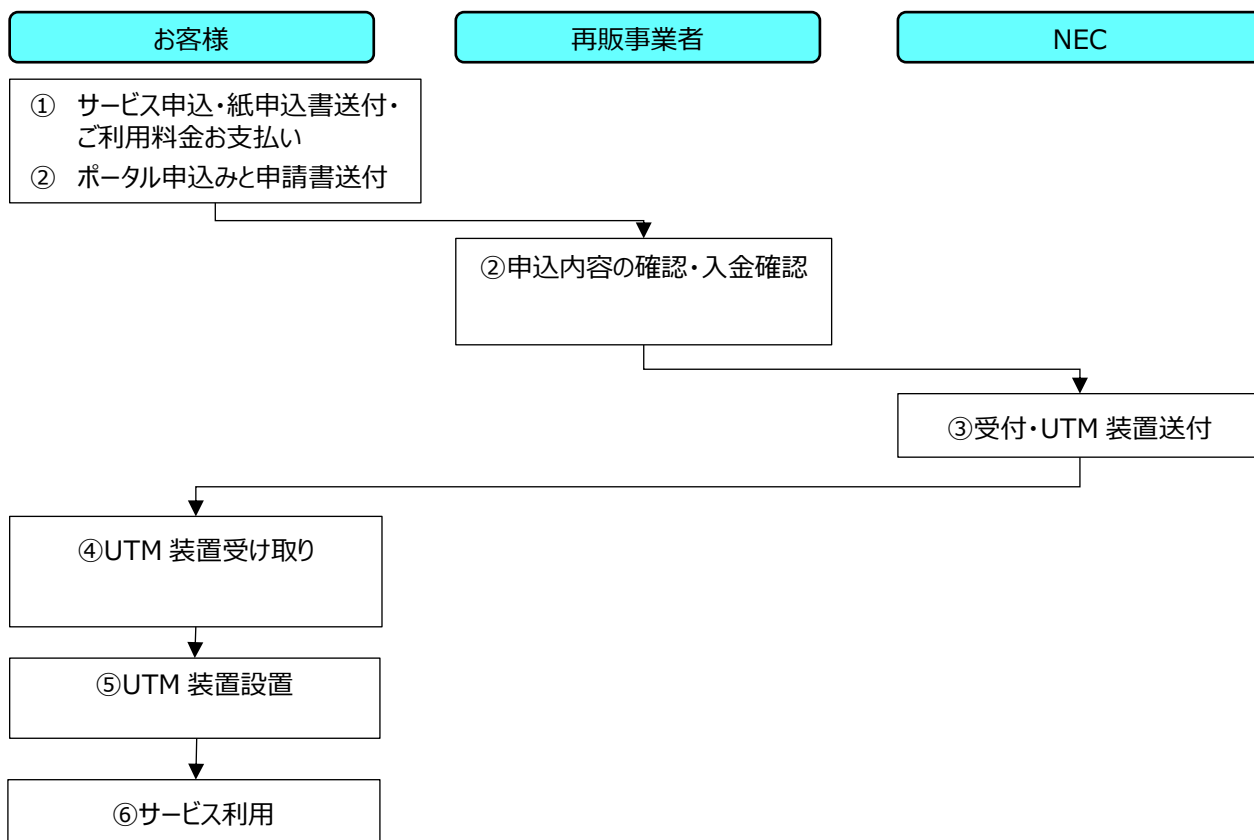 お客様
再販事業者
NEC
① サービス申込・紙申込書送付・
ご利用料金お支払い
② ポータル申込みと申請書送付
②申込内容の確認・入金確認
③受付・UTM 装置送付
④UTM 装置受け取り
⑤UTM 装置設置
⑥サービス利用